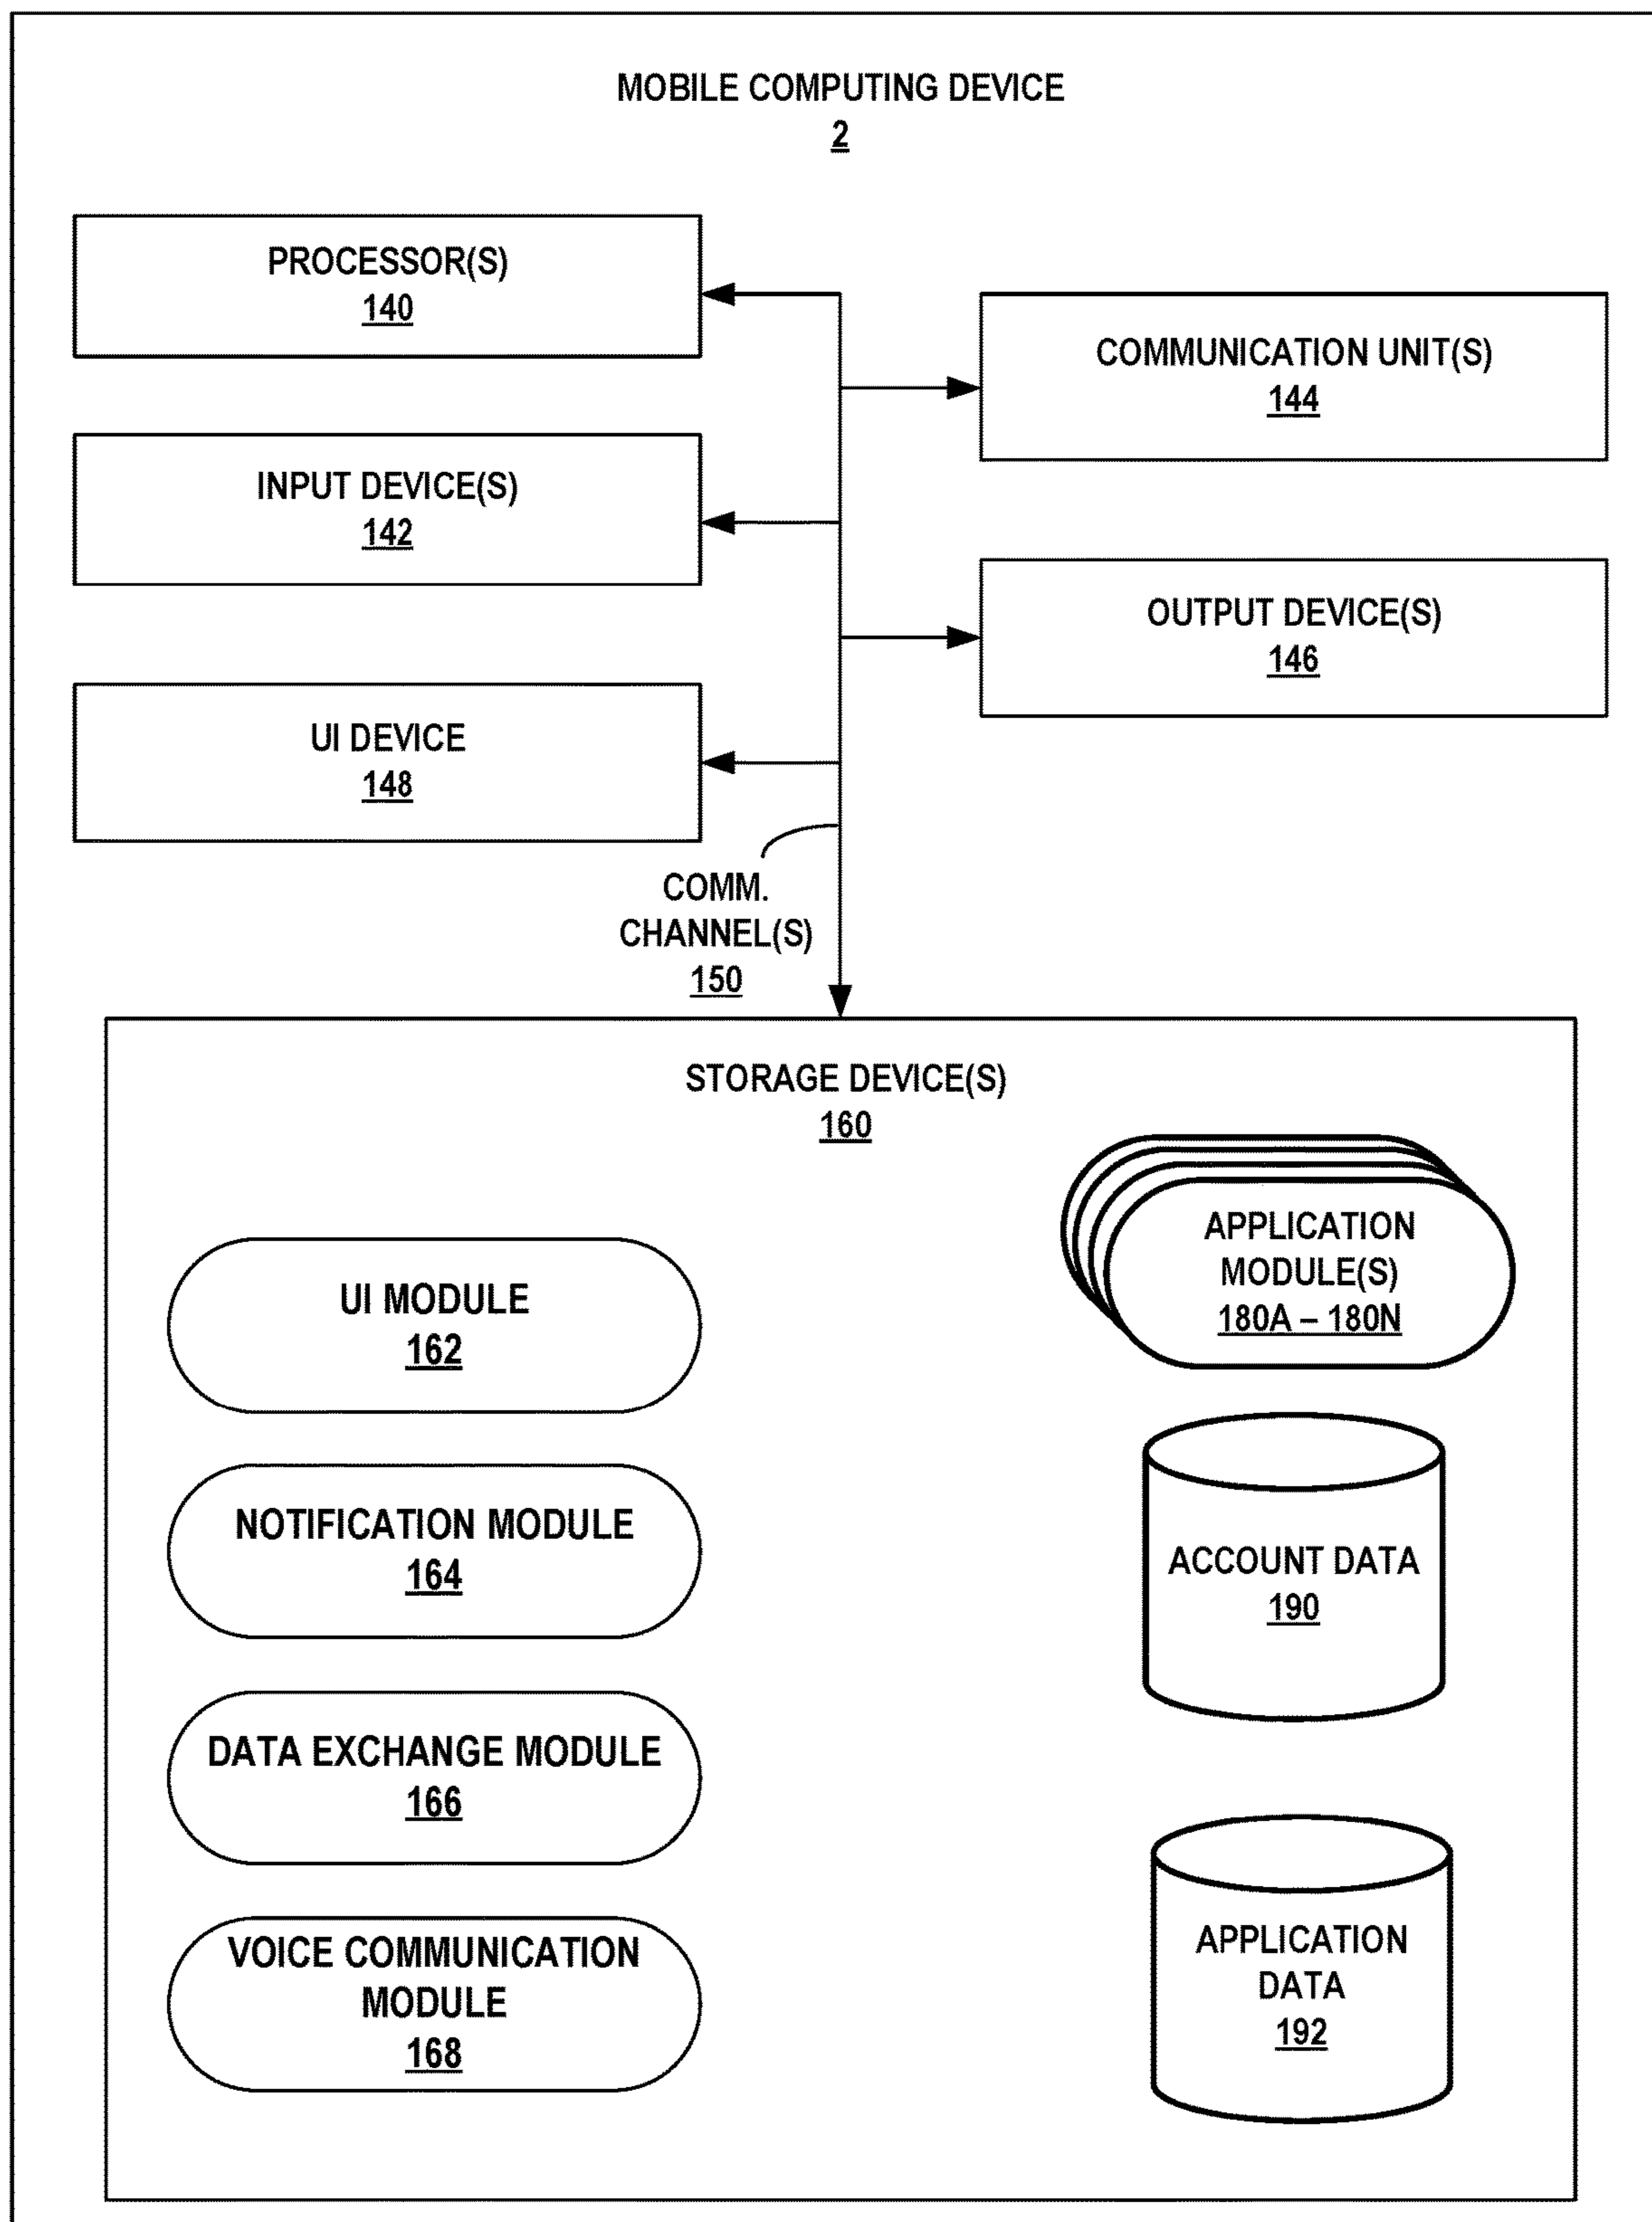 MOBILE COMPUTING DEVICE
2
PROCESSOR(S)
140
COMMUNICATION UNIT(S)
144
INPUT DEVICE(S)
142
OUTPUT DEVICE(S)
146
UI DEVICE
148
COMM.
CHANNEL(S)
150
STORAGE DEVICE(S)
160
UI MODULE
162
NOTIFICATION MODULE
164
DATA EXCHANGE MODULE
166
VOICE COMMUNICATION
MODULE
168
APPLICATION
MODULE(S)
180A – 180N
ACCOUNT DATA
190
APPLICATION
DATA
192